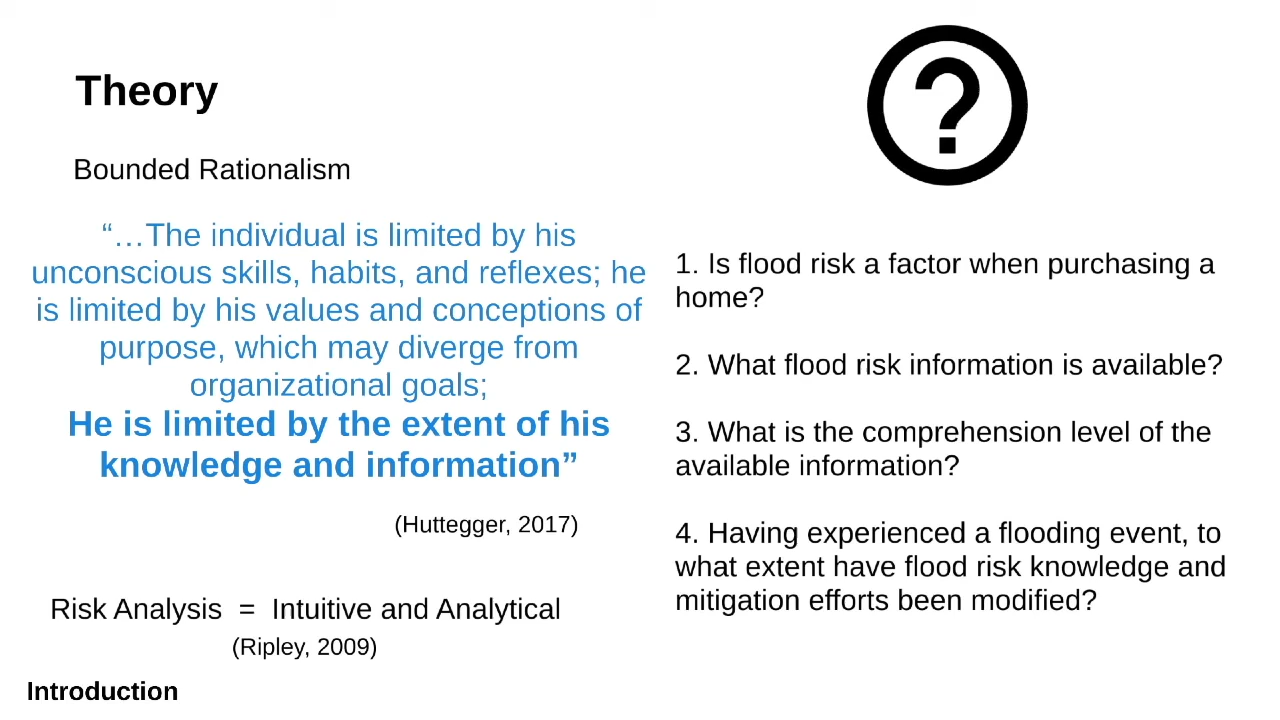 Theory
Bounded Rationalism
“…The individual is limited by his
unconscious skills, habits, and reflexes; he
is limited by his values and conceptions of
purpose, which may diverge from
organizational goals;
He is limited by the extent of his
knowledge and information”
(Huttegger, 2017)
Risk Analysis = Intuitive and Analytical
(Ripley, 2009)
Introduction
?
1. Is flood risk a factor when purchasing a
home?
2. What flood risk information is available?
3. What is the comprehension level of the
available information?
4. Having experienced a flooding event, to
what extent have flood risk knowledge and
mitigation efforts been modified?